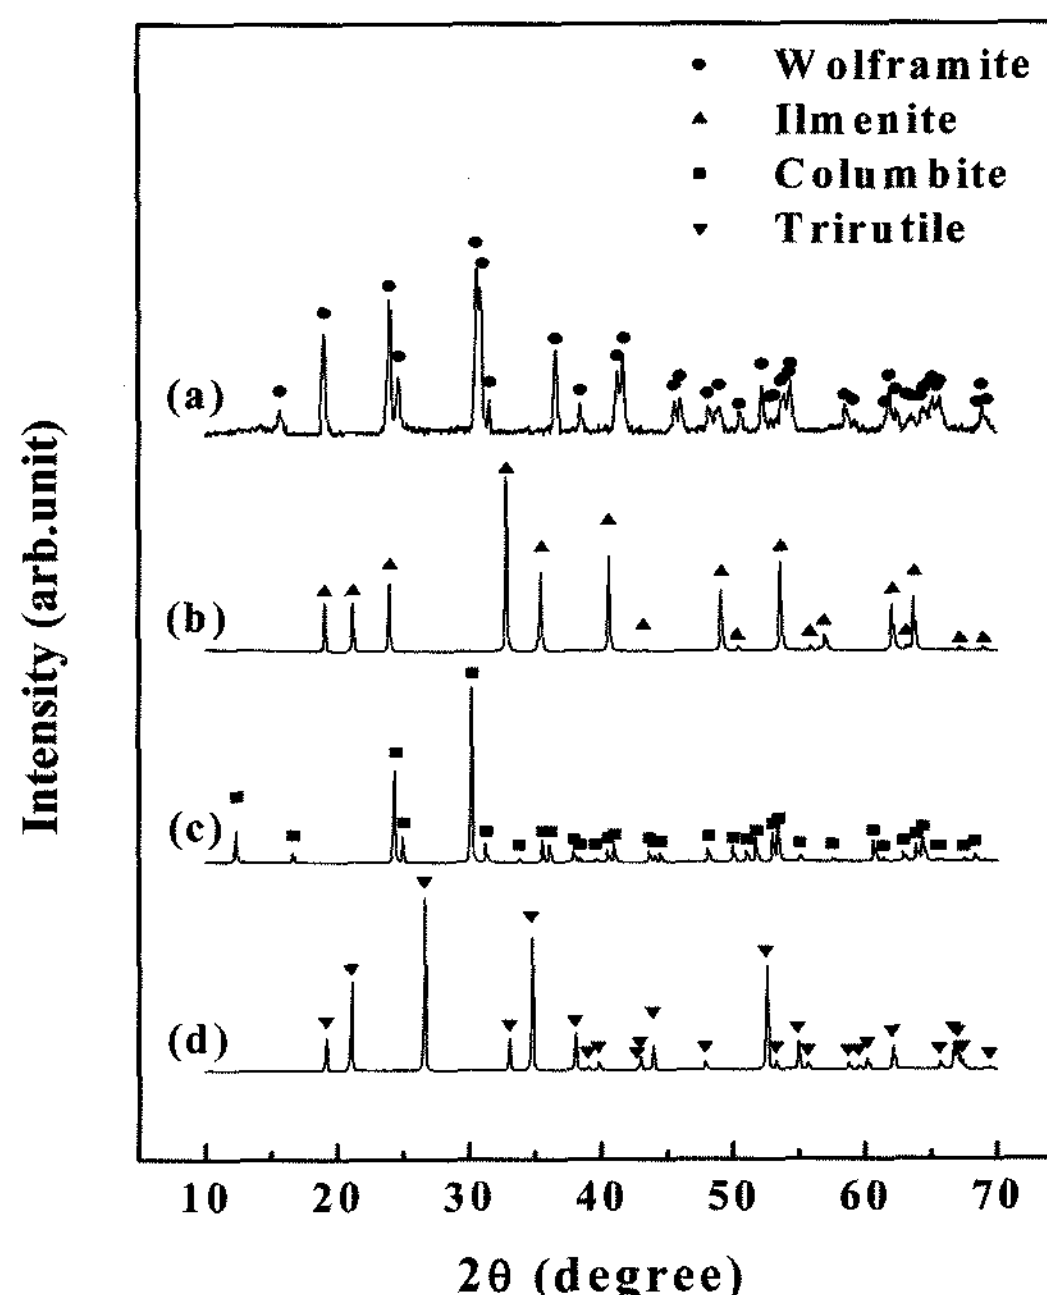 Wolframite
Ilmenite
Columbite
Trirutile
(a)
(b)
(c)
(d)
Intensity (arb.unit)
10 20 30 40 50 60 70
2θ (degree)